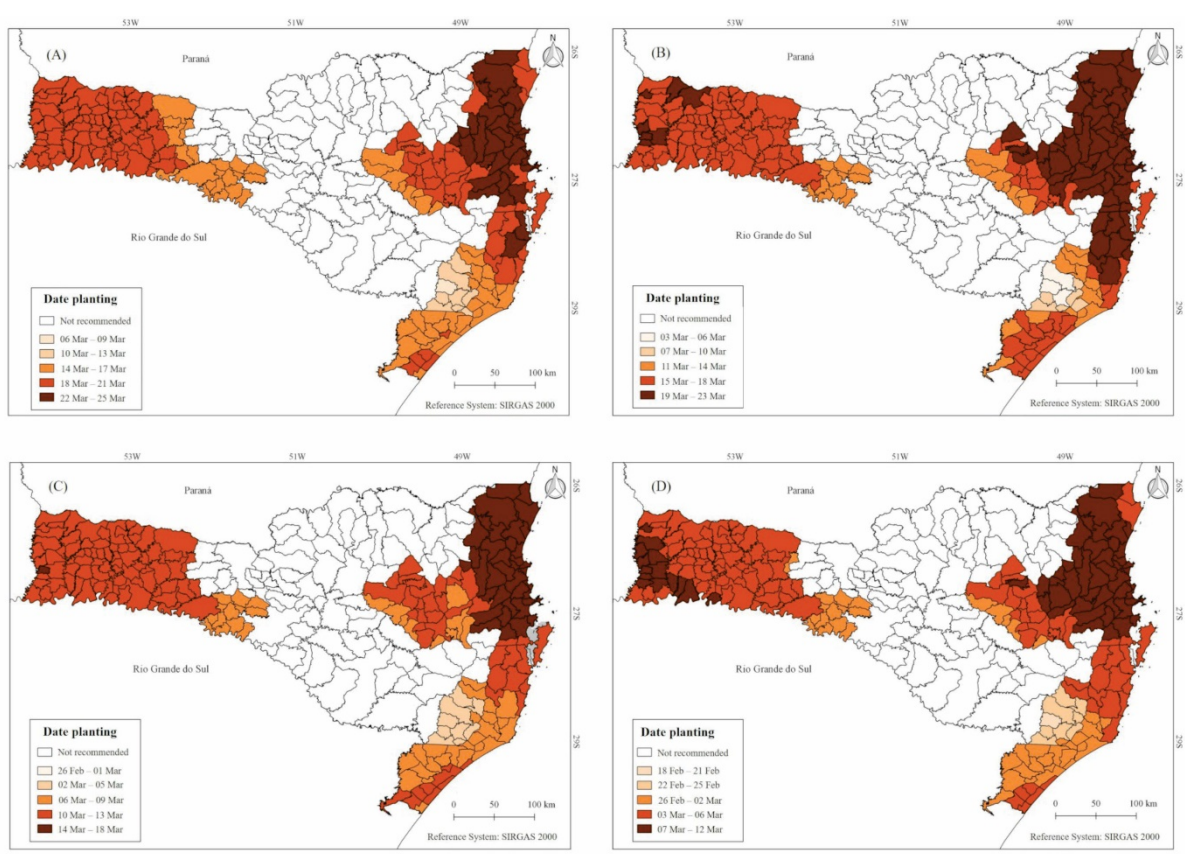 53W 51W 49W
(A)
Paraná
N
26S
27S
Rio Grande do Sul
29S
Date planting
Not recommended
06 Mar – 09 Mar
10 Mar – 13 Mar
14 Mar – 17 Mar
18 Mar – 21 Mar
22 Mar – 25 Mar
0 50 100 km
Reference System: SIRGAS 2000
53W 51W 49W
(B)
Paraná
N
26S
27S
Rio Grande do Sul
29S
Date planting
Not recommended
03 Mar – 06 Mar
07 Mar – 10 Mar
11 Mar – 14 Mar
15 Mar – 18 Mar
19 Mar – 23 Mar
0 50 100 km
Reference System: SIRGAS 2000
53W 51W 49W
(C)
Paraná
N
26S
27S
Rio Grande do Sul
29S
Date planting
Not recommended
26 Feb – 01 Mar
02 Mar – 05 Mar
06 Mar – 09 Mar
10 Mar – 13 Mar
14 Mar – 18 Mar
0 50 100 km
Reference System: SIRGAS 2000
53W 51W 49W
(D)
Paraná
N
26S
27S
Rio Grande do Sul
29S
Date planting
Not recommended
18 Feb – 21 Feb
22 Feb – 25 Feb
26 Feb – 02 Mar
03 Mar – 06 Mar
07 Mar – 12 Mar
0 50 100 km
Reference System: SIRGAS 2000